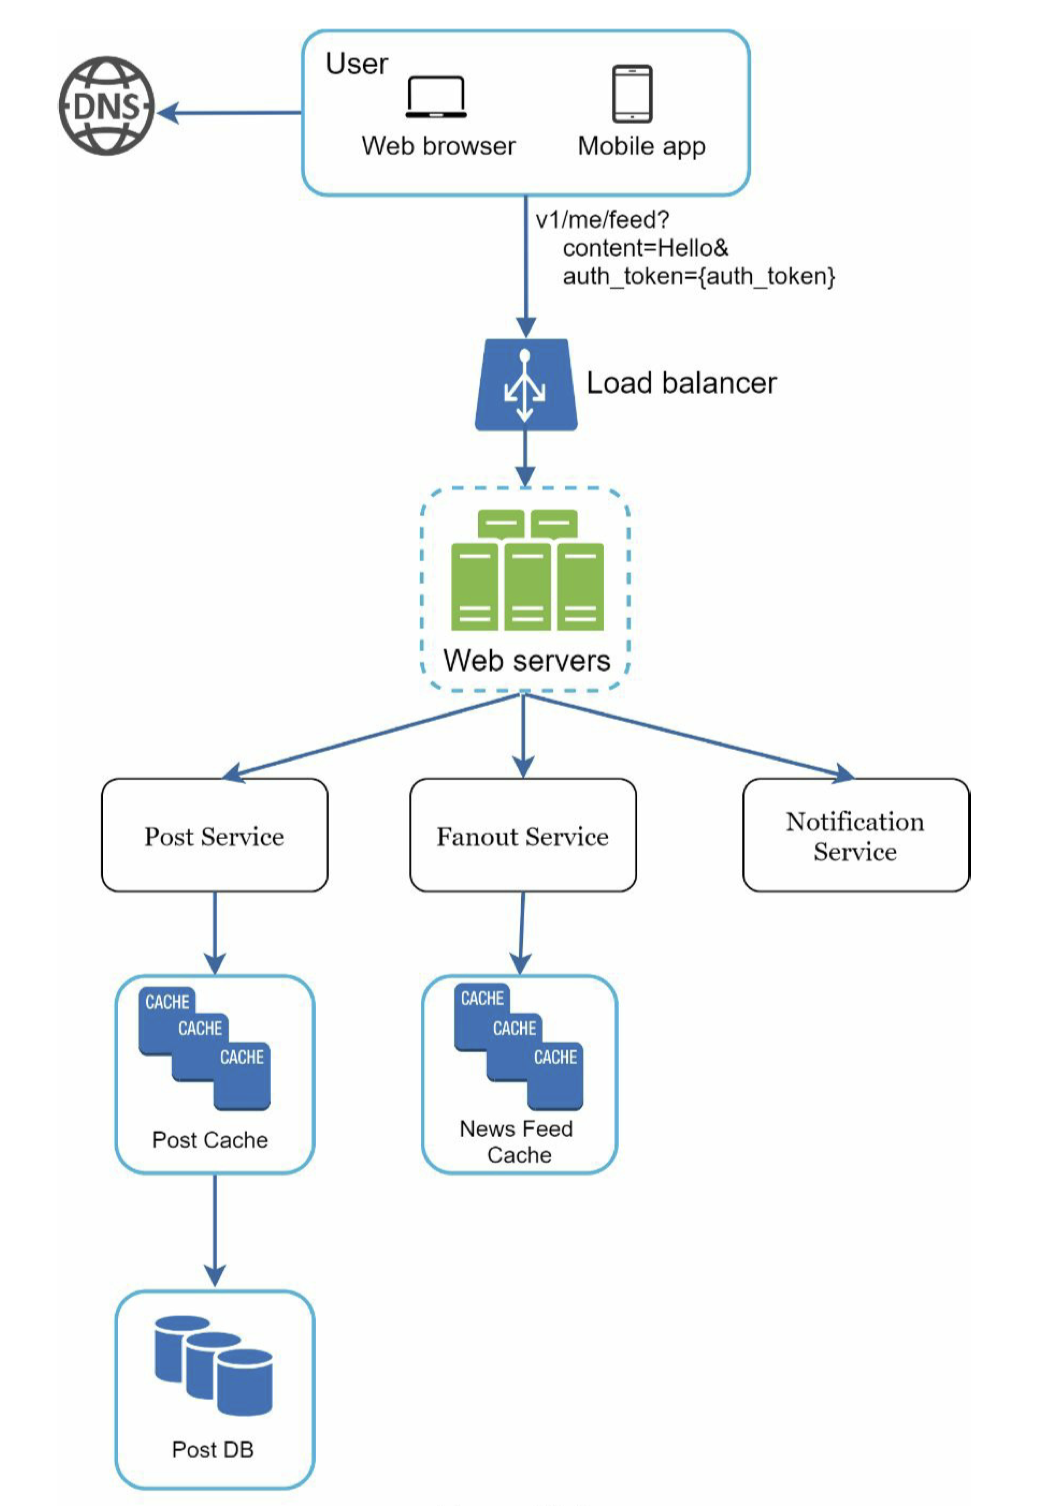 DNS
User
Web browser
Mobile app
v1/me/feed?
content=Hello&
auth_token={auth_token}
Load balancer
Web servers
Post Service
Fanout Service
Notification
Service
CACHE
CACHE
CACHE
Post Cache
CACHE
CACHE
CACHE
News Feed
Cache
Post DB